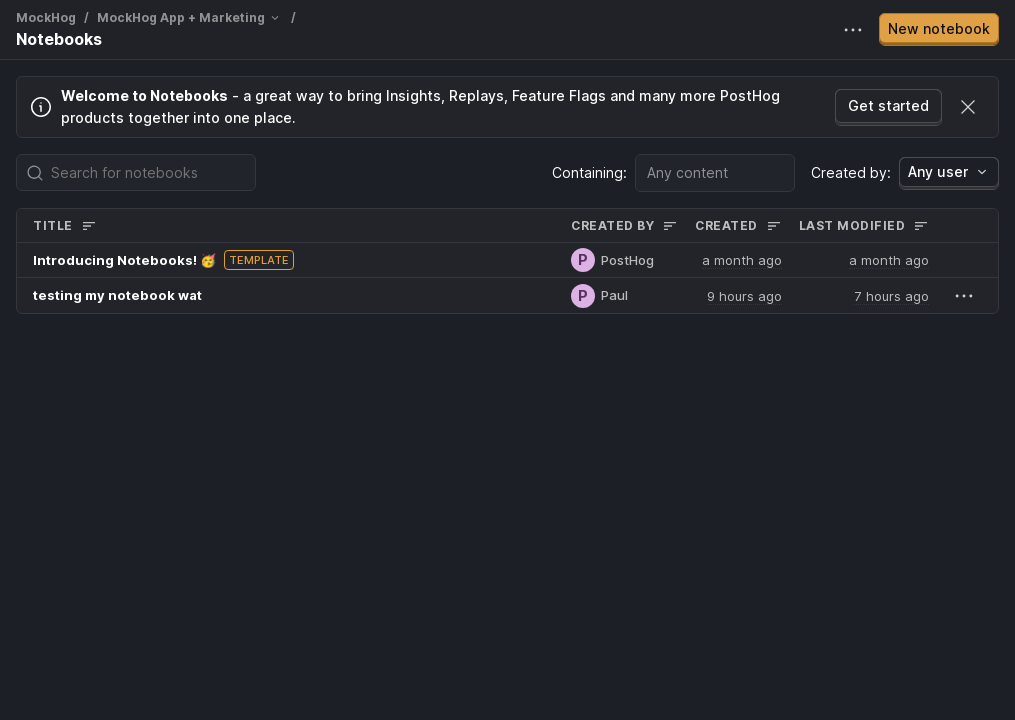 MockHog / MockHog App + Marketing /
Notebooks
New notebook
Welcome to Notebooks - a great way to bring Insights, Replays, Feature Flags and many more PostHog
products together into one place.
Get started
Search for notebooks
Containing: Any content Created by: Any user
TITLE CREATED BY CREATED LAST MODIFIED
Introducing Notebooks! 🥳 TEMPLATE P PostHog a month ago a month ago
testing my notebook wat P Paul 9 hours ago 7 hours ago